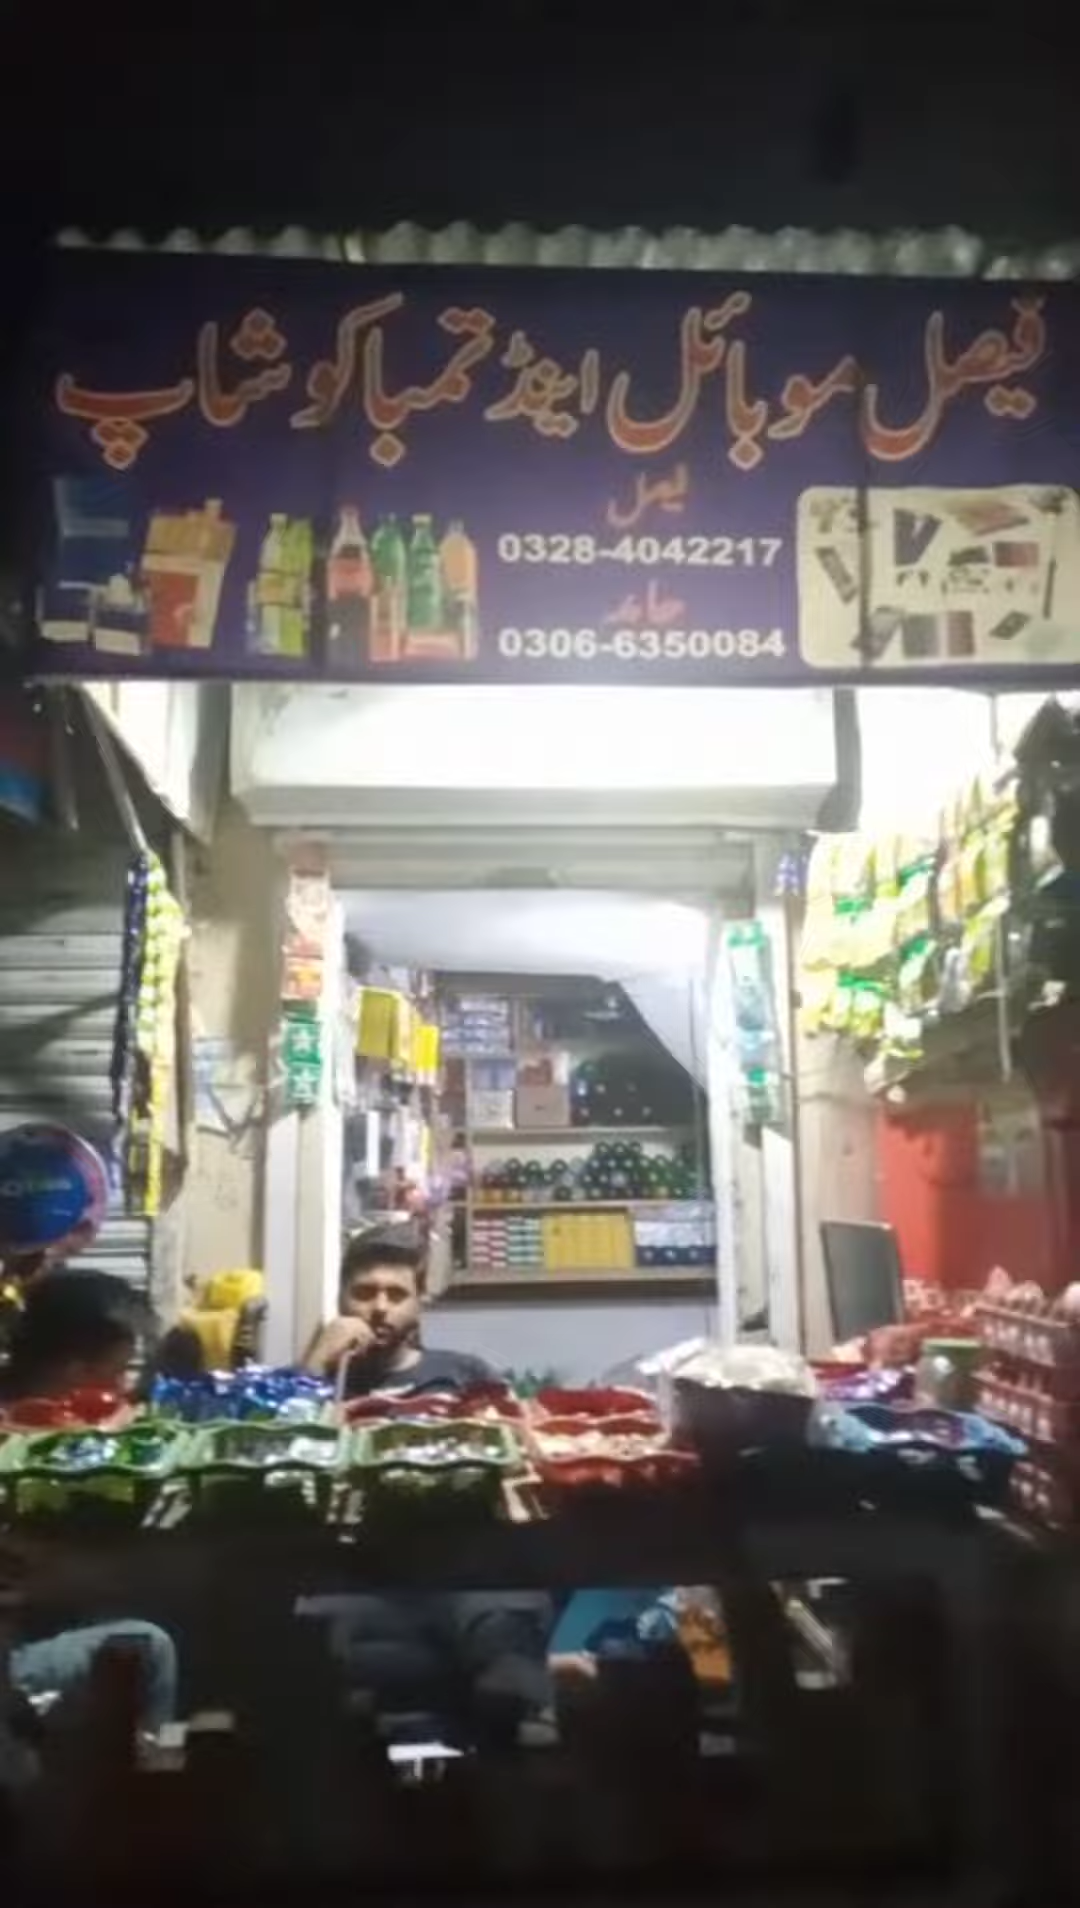 فیصل موبائل اینڈ تمباکو شاپ
فیصل
0328-4042217
حامد
0306-6350084